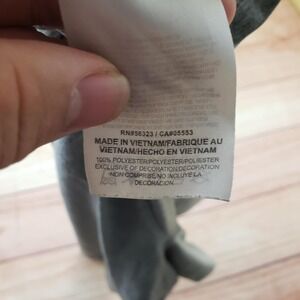 RN#56323 / CA#05553
MADE IN VIETNAM/FABRIQUE AU
VIETNAM/HECHO EN VIETNAM
100% POLYESTER/POLYESTER/POLIESTER
EXCLUSIVE OF DECORATION/DECORATION
NON COMPRISE/NO INCLUYE LA
DECORACION